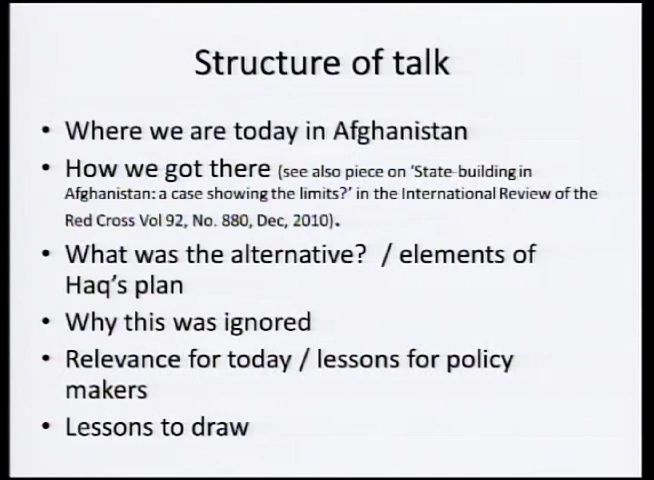 Structure of talk
• Where we are today in Afghanistan
• How we got there (see also piece on 'State-building in
Afghanistan: a case showing the limits?' in the International Review of the
Red Cross Vol 92, No. 880, Dec, 2010).
• What was the alternative? / elements of
Haq's plan
• Why this was ignored
• Relevance for today / lessons for policy
makers
• Lessons to draw